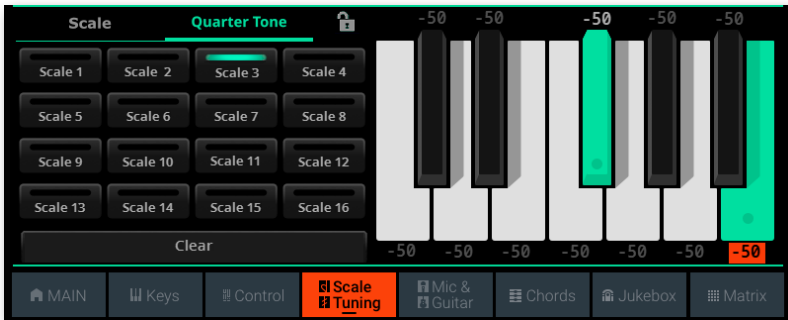 Scale Quarter Tone
-50 -50 -50 -50 -50
Scale 1 Scale 2 Scale 3 Scale 4
Scale 5 Scale 6 Scale 7 Scale 8
Scale 9 Scale 10 Scale 11 Scale 12
Scale 13 Scale 14 Scale 15 Scale 16
Clear
-50 -50 -50 -50 -50 -50 -50
MAIN Keys Control Scale Tuning Mic & Guitar Chords Jukebox Matrix